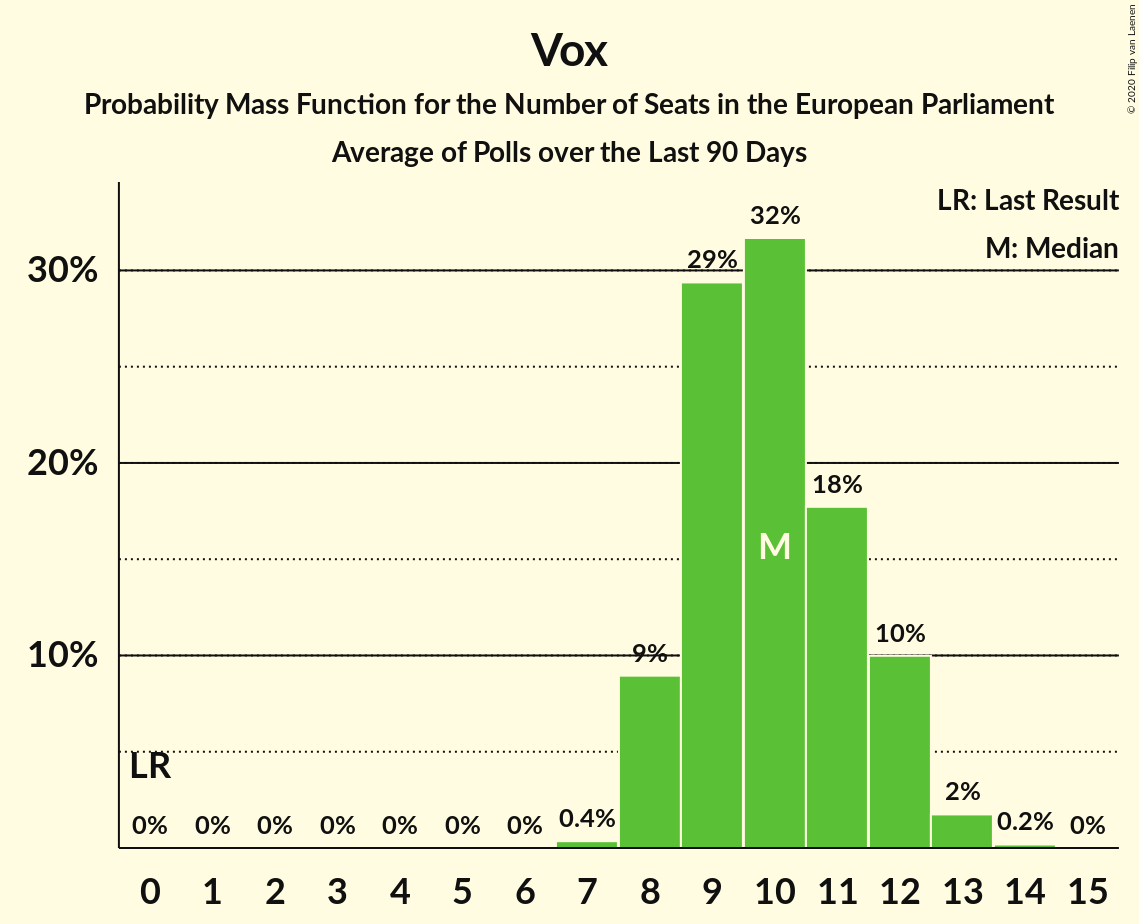 Vox
Probability Mass Function for the Number of Seats in the European Parliament
Average of Polls over the Last 90 Days
© 2020 Filip van Laenen
LR: Last Result
M: Median
30%
20%
10%
32%
29%
18%
M
10%
9%
LR
2%
0% 0% 0% 0% 0% 0% 0% 0.4% 0.2% 0%
0 1 2 3 4 5 6 7 8 9 10 11 12 13 14 15